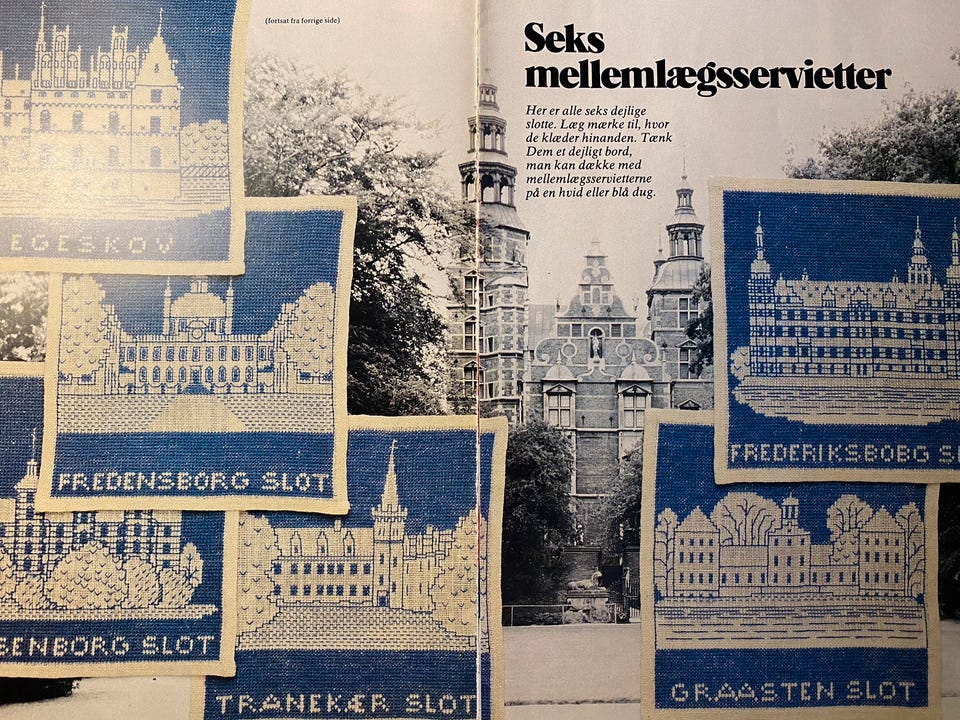 (fortsat fra forrige side)
Seks
mellemlægsservietter
Her er alle seks dejlige
slotte. Læg mærke til, hvor
de klæder hinanden. Tænk
Dem et dejligt bord,
man kan dække med
mellemlægsservietterne
på en hvid eller blå dug.
EGESKOV
FREDENSBORG SLOT
FREDERIKSBOBG S
SENBORG SLOT
TRANEKÆR SLOT
GRAASTEN SLOT